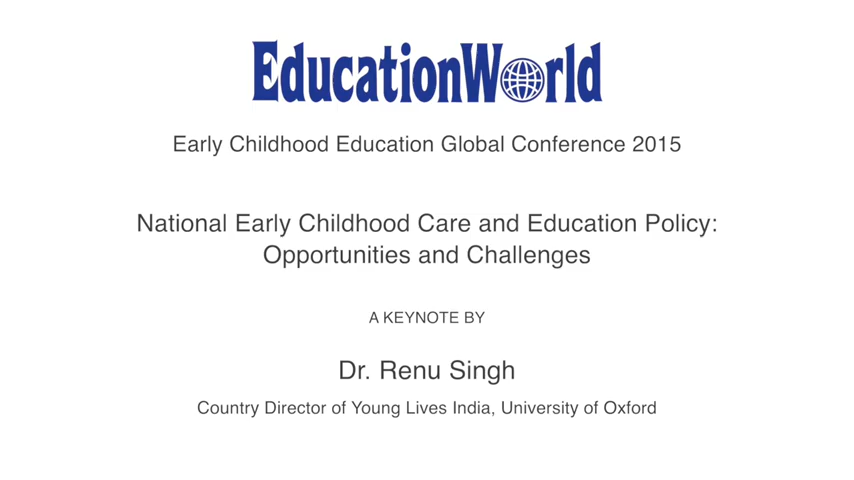 EducationWorld
Early Childhood Education Global Conference 2015
National Early Childhood Care and Education Policy:
Opportunities and Challenges
A KEYNOTE BY
Dr. Renu Singh
Country Director of Young Lives India, University of Oxford